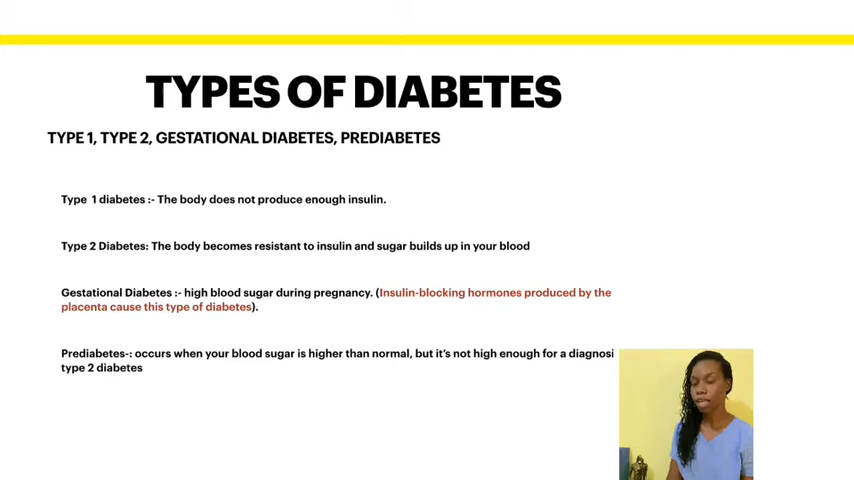 TYPES OF DIABETES
TYPE 1, TYPE 2, GESTATIONAL DIABETES, PREDIABETES
Type 1 diabetes :- The body does not produce enough insulin.
Type 2 Diabetes: The body becomes resistant to insulin and sugar builds up in your blood
Gestational Diabetes :- high blood sugar during pregnancy. (Insulin-blocking hormones produced by the
placenta cause this type of diabetes).
Prediabetes-: occurs when your blood sugar is higher than normal, but it's not high enough for a diagnosi
type 2 diabetes